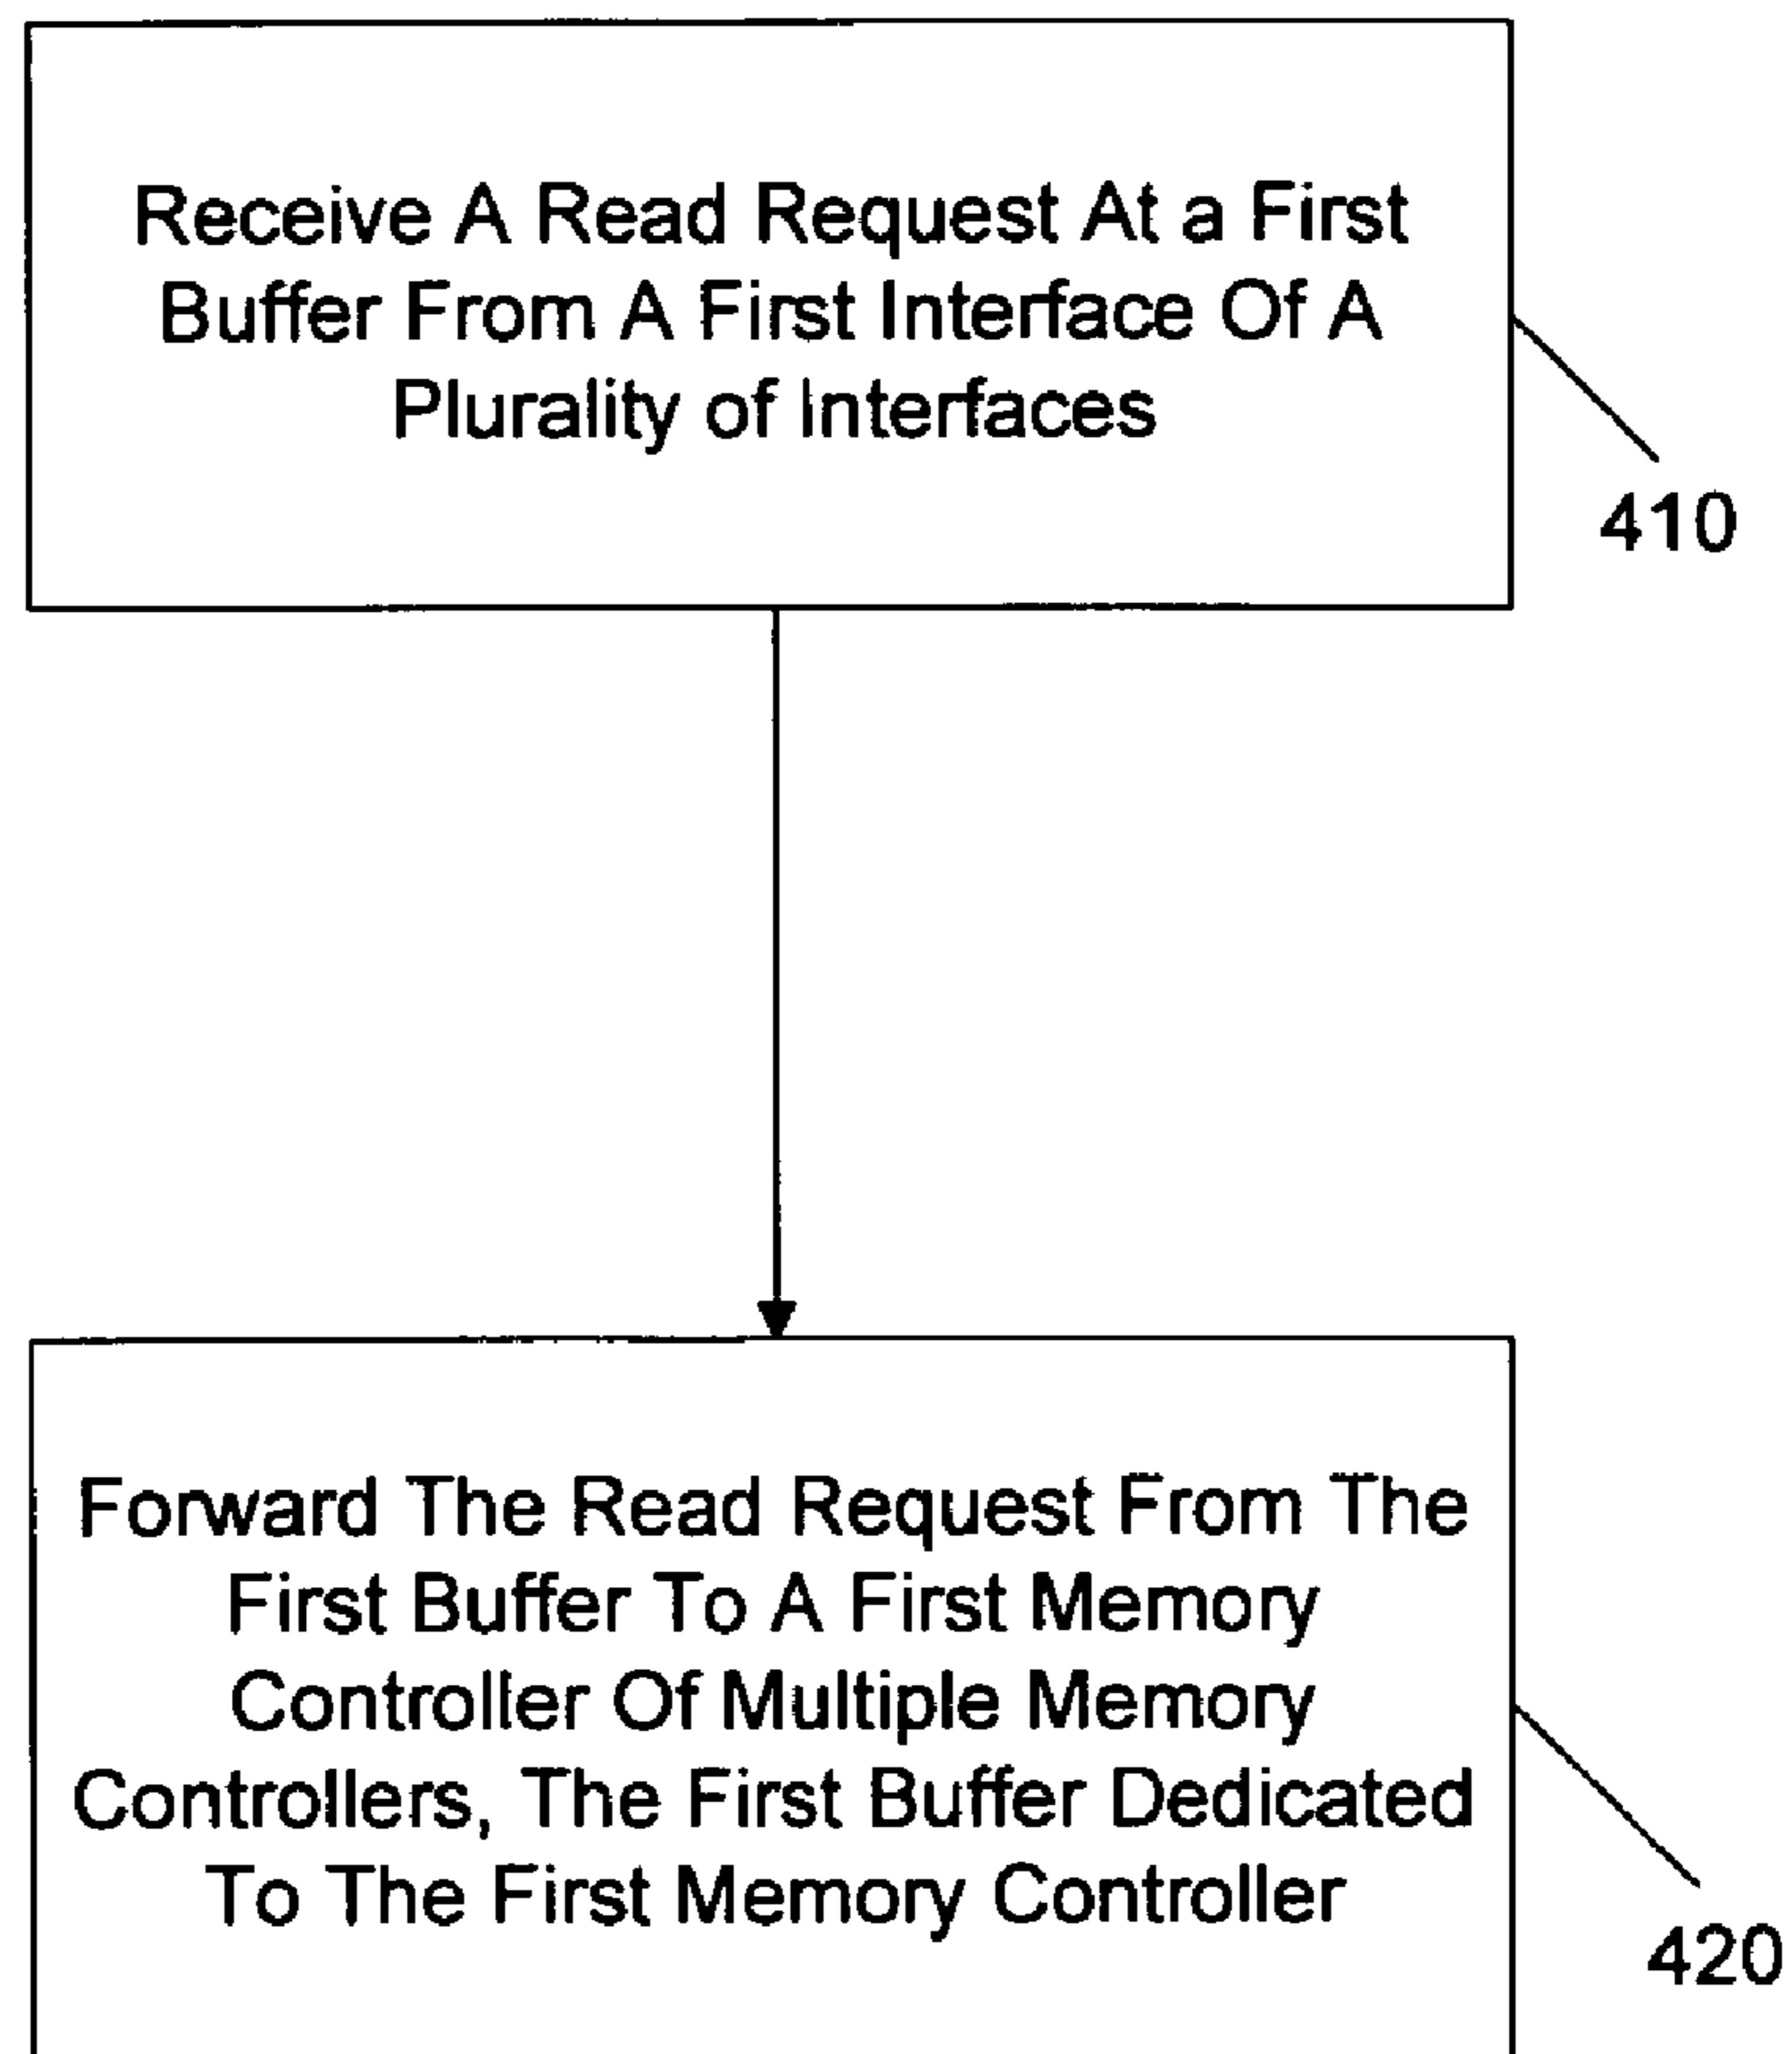 Receive A Read Request At a First
Buffer From A First Interface Of A
Plurality of Interfaces
410
Forward The Read Request From The
First Buffer To A First Memory
Controller Of Multiple Memory
Controllers, The First Buffer Dedicated
To The First Memory Controller
420